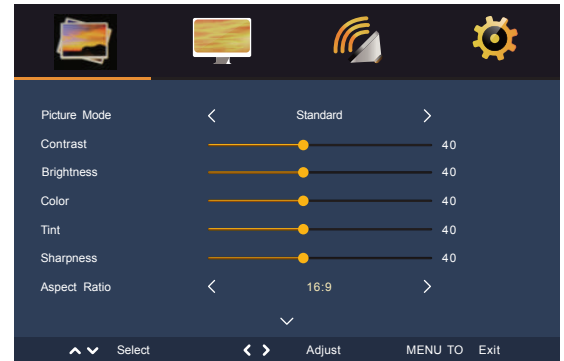 Picture Mode Standard
Contrast 40
Brightness 40
Color 40
Tint 40
Sharpness 40
Aspect Ratio 16:9
Select Adjust MENU TO Exit